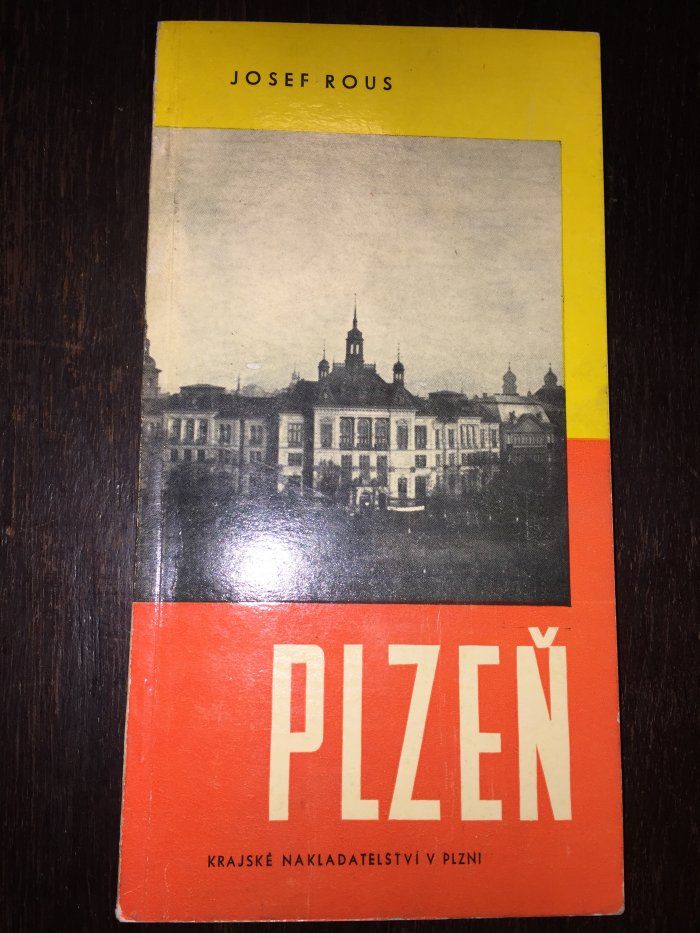 JOSEF ROUS
PLZEŇ
KRAJSKÉ NAKLADATELSTVÍ V PLZNI